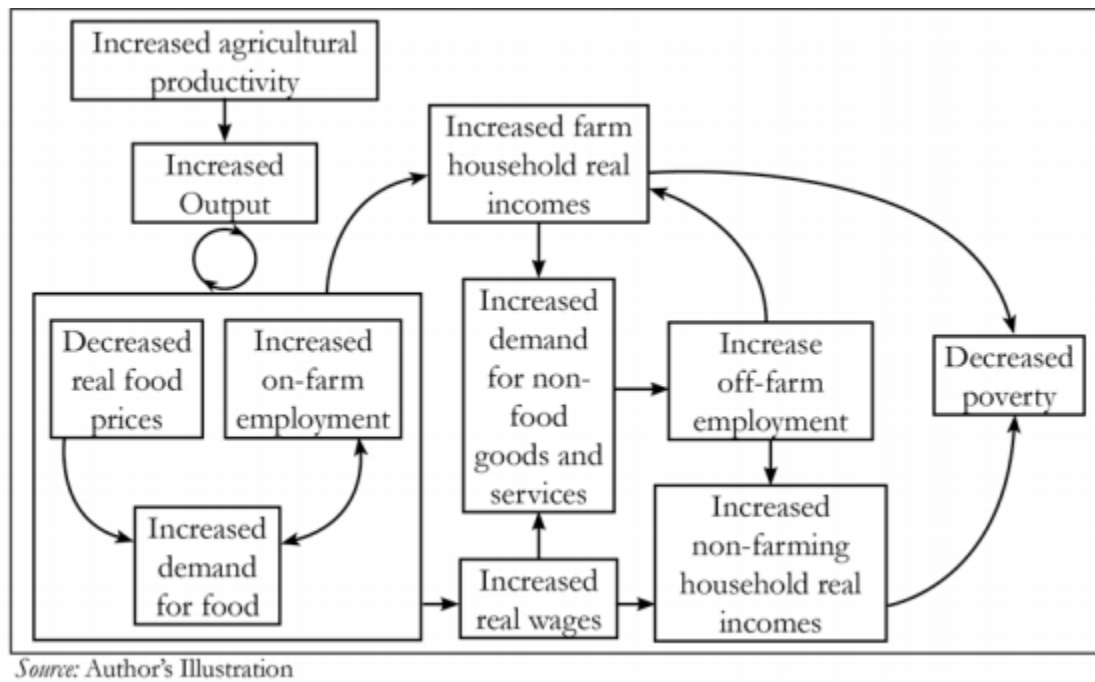 Increased agricultural
productivity
Increased
Output
Decreased
real food
prices
Increased
on-farm
employment
Increased
demand
for food
Increased farm
household real
incomes
Increased
demand
for non-
food
goods and
services
Increased
real wages
Increase
off-farm
employment
Increased
non-farming
household real
incomes
Decreased
poverty
Source: Author's Illustration